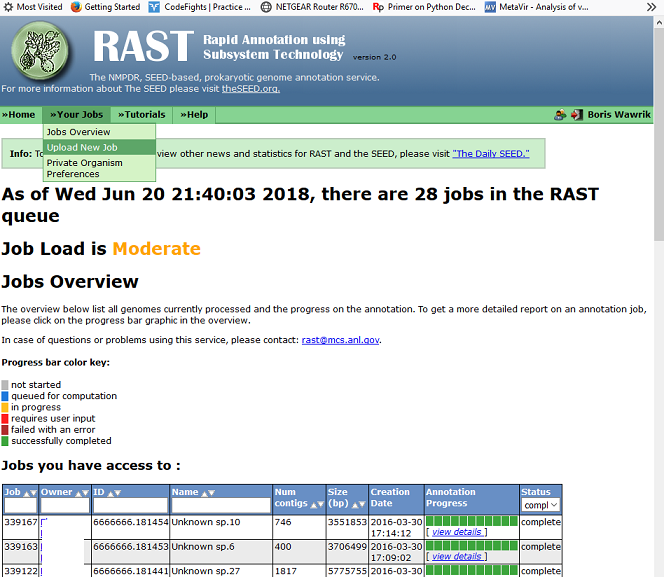 Most Visited Getting Started CodeFights | Practice ... NETGEAR Router R670... Primer on Python Dec... MetaVir - Analysis of v...
RAST Rapid Annotation using
Subsystem Technology version 2.0
The NMPDR, SEED-based, prokaryotic genome annotation service.
For more information about The SEED please visit theSEED.org.
»Home »Your Jobs »Tutorials »Help Boris Wawrik
Jobs Overview
Upload New Job
Private Organism
Preferences
Info: To view other news and statistics for RAST and the SEED, please visit "The Daily SEED."
As of Wed Jun 20 21:40:03 2018, there are 28 jobs in the RAST
queue
Job Load is Moderate
Jobs Overview
The overview below list all genomes currently processed and the progress on the annotation. To get a more detailed report on an annotation job,
please click on the progress bar graphic in the overview.
In case of questions or problems using this service, please contact: rast@mcs.anl.gov.
Progress bar color key:
not started
queued for computation
in progress
requires user input
failed with an error
successfully completed
Jobs you have access to :
Job Owner ID Name Num contigs Size (bp) Creation Date Annotation Progress Status
compl
339167 6666666.181454 Unknown sp.10 746 3551853 2016-03-30 17:14:12 [ view details ] complete
339163 6666666.181453 Unknown sp.6 400 3706499 2016-03-30 17:09:02 [ view details ] complete
339122 6666666.181441 Unknown sp.27 1817 5775755 2016-03-30 complete